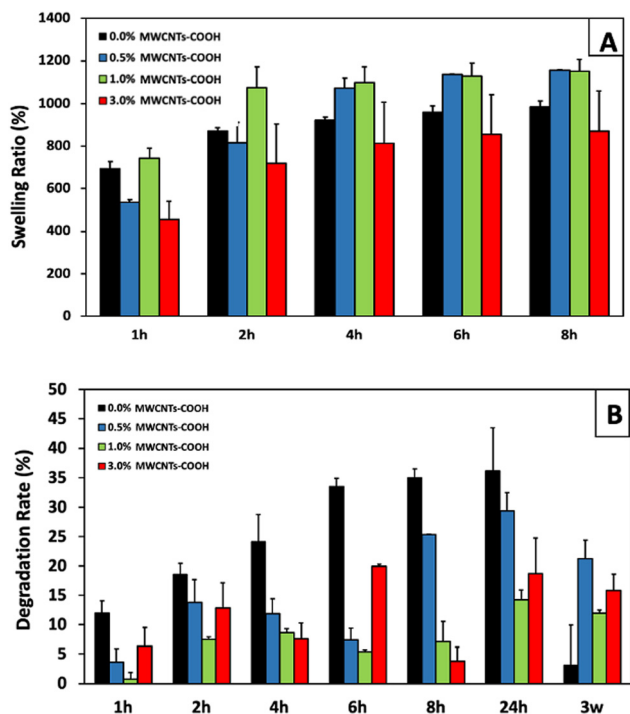 A
0.0% MWCNTs-COOH
0.5% MWCNTs-COOH
1.0% MWCNTs-COOH
3.0% MWCNTs-COOH
Swelling Ratio (%)
1400
1200
1000
800
600
400
200
0
1h 2h 4h 6h 8h
B
0.0% MWCNTs-COOH
0.5% MWCNTs-COOH
1.0% MWCNTs-COOH
3.0% MWCNTs-COOH
Degradation Rate (%)
50
45
40
35
30
25
20
15
10
5
0
1h 2h 4h 6h 8h 24h 3w